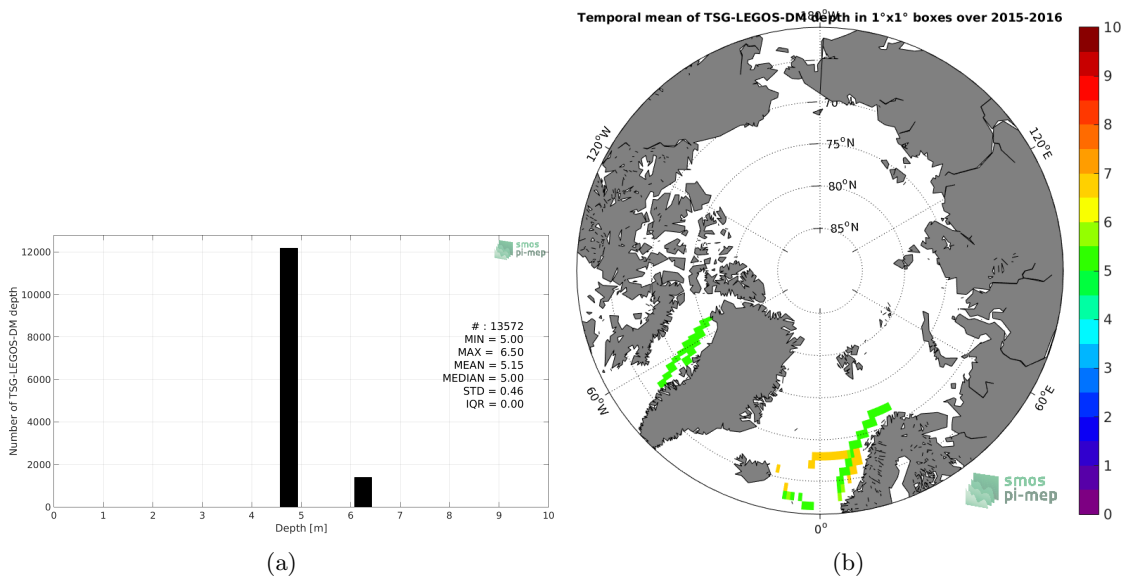 Temporal mean of TSG-LEGOS-DM depth in 1°x1° boxes over 2015-2016
180°W
70°N
75°N
80°N
85°N
120°W
120°E
60°W
60°E
0°
10
9
8
7
6
5
4
3
2
1
0
smos
pi-mep
(b)
Number of TSG-LEGOS-DM depth
12000
10000
8000
6000
4000
2000
0
smos
pi-mep
# : 13572
MIN = 5.00
MAX = 6.50
MEAN = 5.15
MEDIAN = 5.00
STD = 0.46
IQR = 0.00
0 1 2 3 4 5 6 7 8 9 10
Depth [m]
(a)